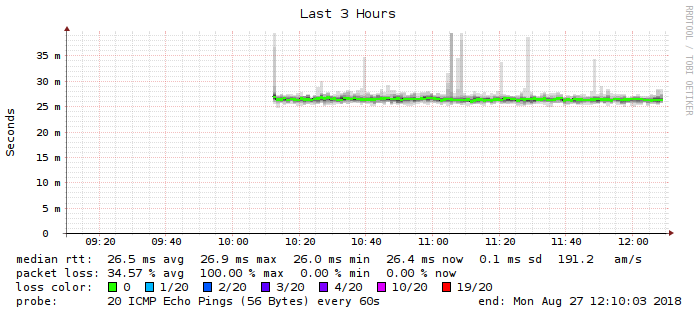 Last 3 Hours
RRDTOOL / TOBI OETIKER
Seconds
35 m
30 m
25 m
20 m
15 m
10 m
5 m
0
09:20 09:40 10:00 10:20 10:40 11:00 11:20 11:40 12:00
median rtt: 26.5 ms avg 26.9 ms max 26.0 ms min 26.4 ms now 0.1 ms sd 191.2 am/s
packet loss: 34.57 % avg 100.00 % max 0.00 % min 0.00 % now
loss color: 0 1/20 2/20 3/20 4/20 10/20 19/20
probe: 20 ICMP Echo Pings (56 Bytes) every 60s end: Mon Aug 27 12:10:03 2018